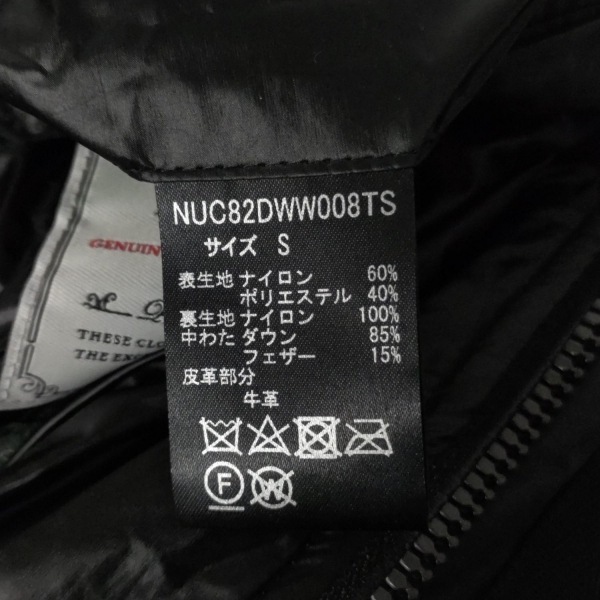 NUC82DWW008TS
サイズ S
表生地 ナイロン 60%
ポリエステル 40%
裏生地 ナイロン 100%
中わた ダウン 85%
フェザー 15%
皮革部分
牛革
F
W
GENUIN
THESE CLO
THE EXC